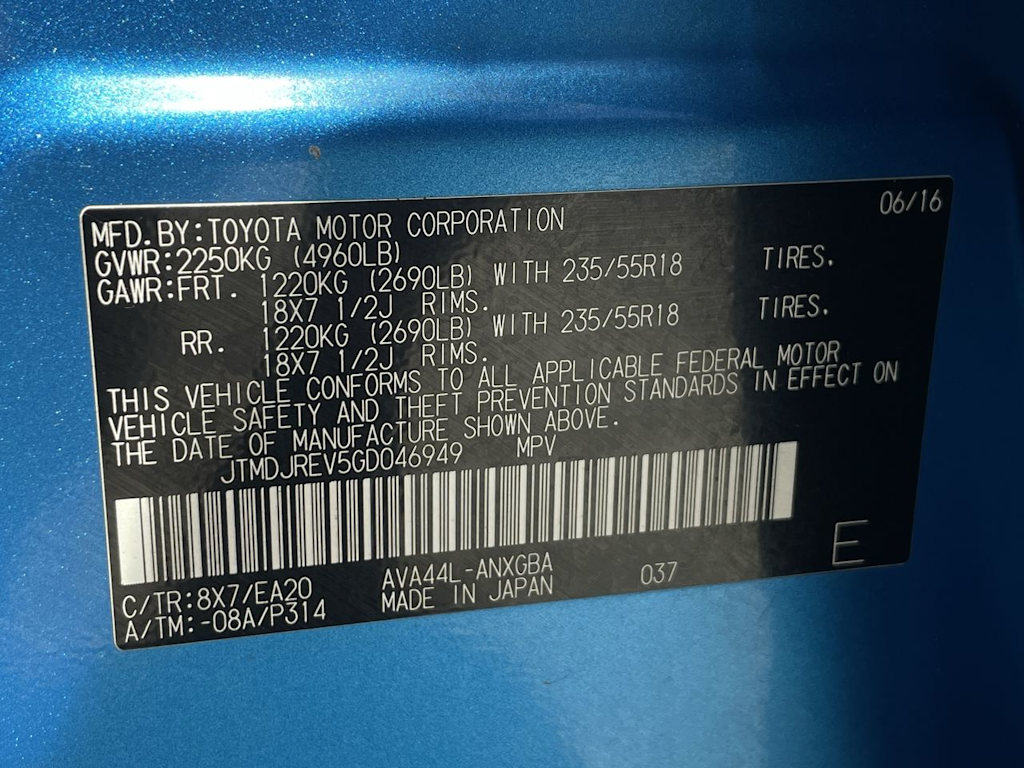 06/16
MFD.BY:TOYOTA MOTOR CORPORATION
GVWR:2250KG (4960LB)
GAWR:FRT. 1220KG (2690LB) WITH 235/55R18 TIRES.
18X7 1/2J RIMS.
RR. 1220KG (2690LB) WITH 235/55R18 TIRES.
18X7 1/2J RIMS.
THIS VEHICLE CONFORMS TO ALL APPLICABLE FEDERAL MOTOR
VEHICLE SAFETY AND THEFT PREVENTION STANDARDS IN EFFECT ON
THE DATE OF MANUFACTURE SHOWN ABOVE.
JTMDJREV5GD046949 MPV
E
C/TR:8X7/EA20 AVA44L-ANXGBA 037
A/TM:-08A/P314 MADE IN JAPAN